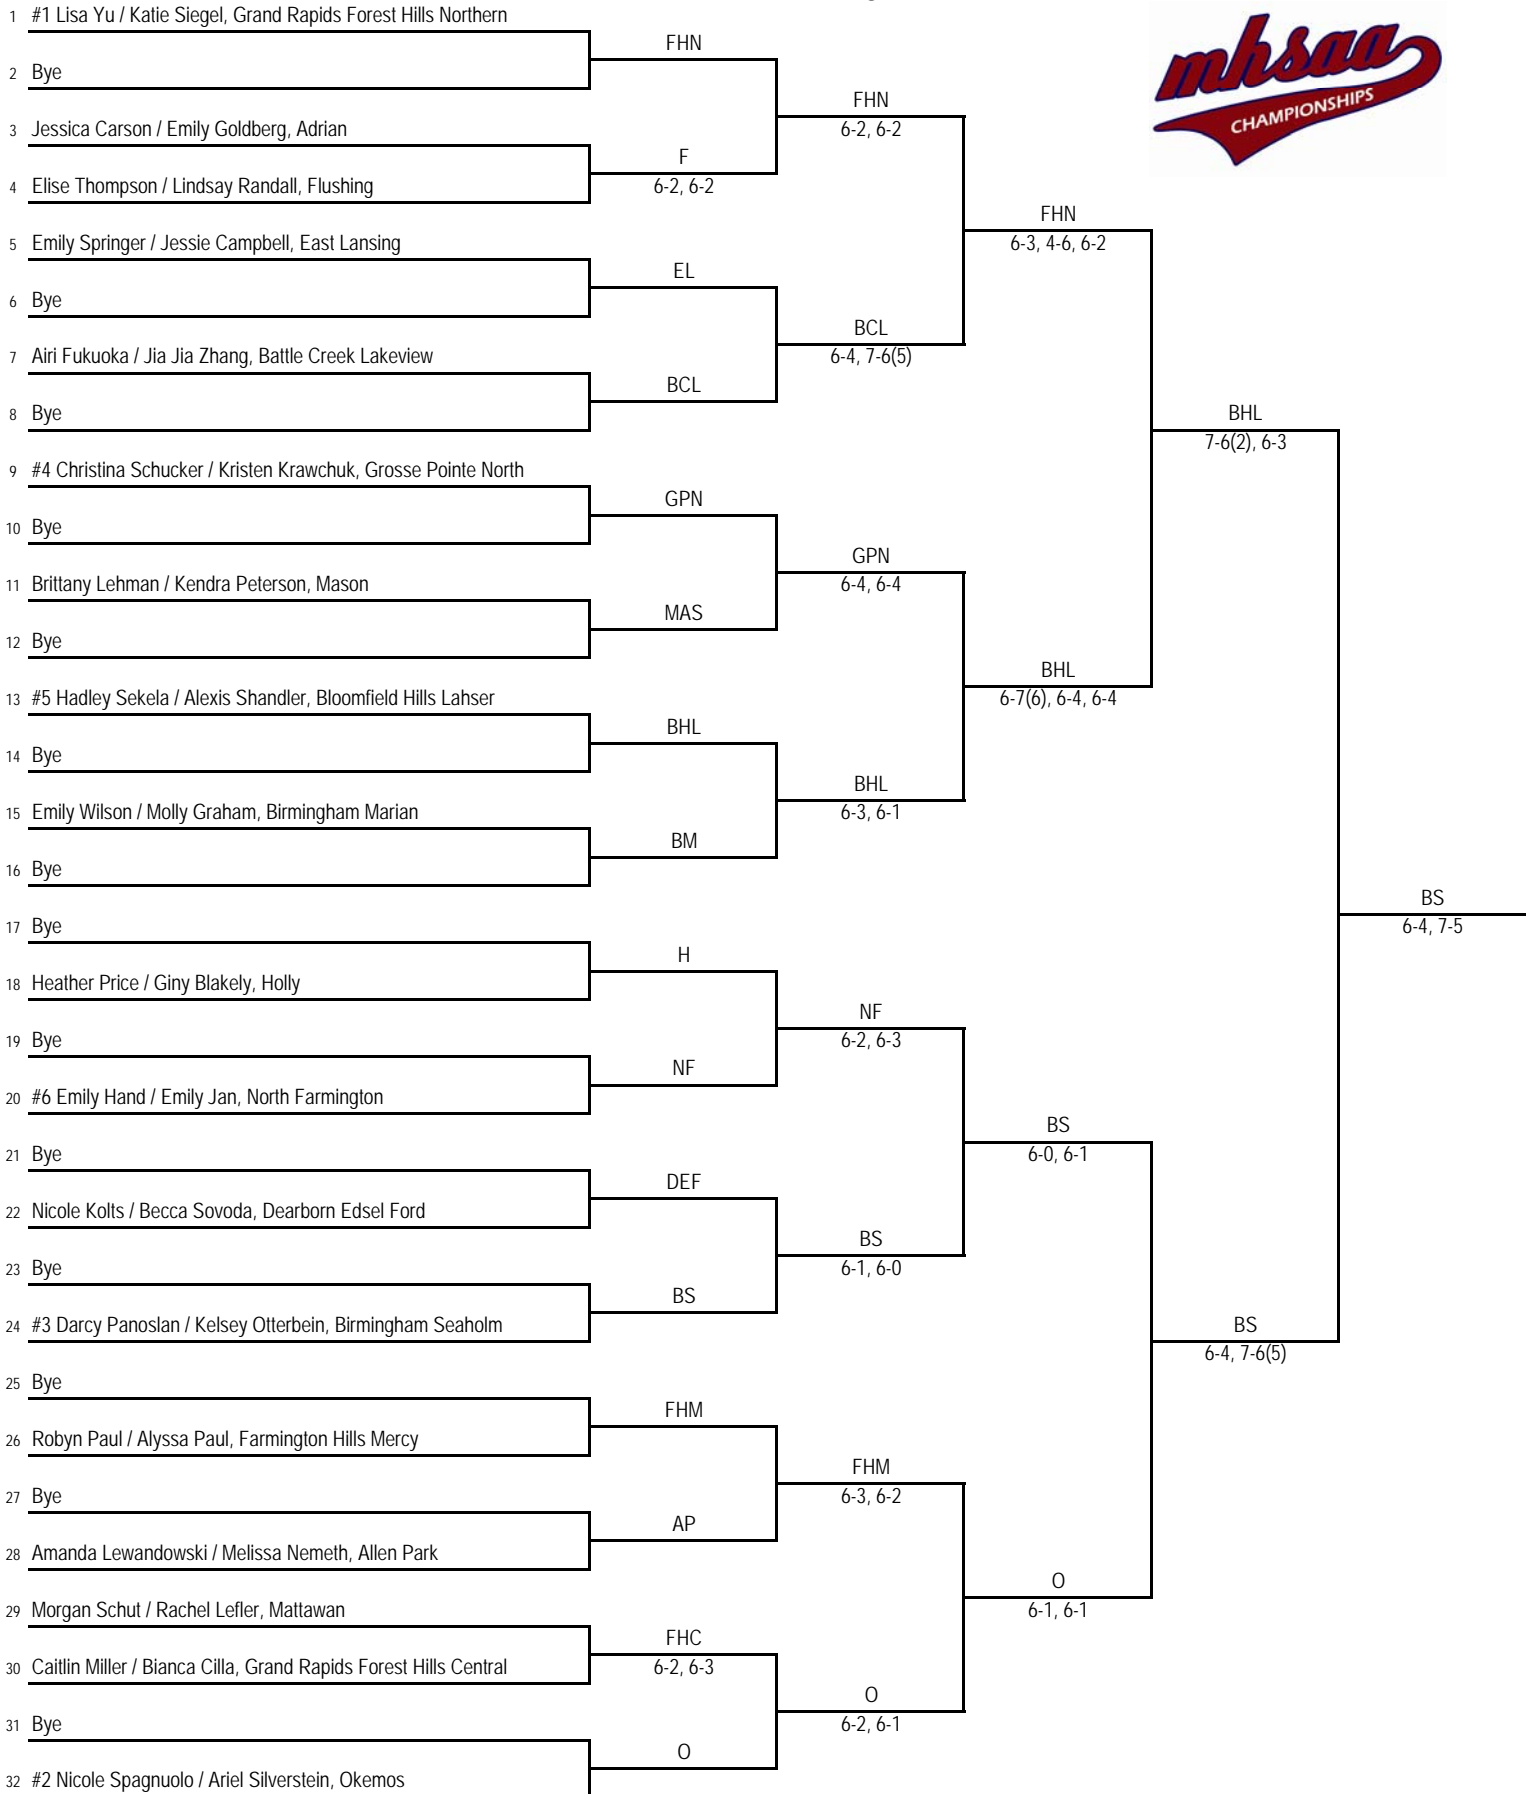 mhsaa
CHAMPIONSHIPS
1 #1 Lisa Yu / Katie Siegel, Grand Rapids Forest Hills Northern
FHN
2 Bye
FHN
6-2, 6-2
3 Jessica Carson / Emily Goldberg, Adrian
F
6-2, 6-2
4 Elise Thompson / Lindsay Randall, Flushing
FHN
6-3, 4-6, 6-2
5 Emily Springer / Jessie Campbell, East Lansing
EL
6 Bye
BCL
6-4, 7-6(5)
7 Airi Fukuoka / Jia Jia Zhang, Battle Creek Lakeview
BCL
8 Bye
BHL
7-6(2), 6-3
9 #4 Christina Schucker / Kristen Krawchuk, Grosse Pointe North
GPN
10 Bye
GPN
6-4, 6-4
11 Brittany Lehman / Kendra Peterson, Mason
MAS
12 Bye
BHL
6-7(6), 6-4, 6-4
13 #5 Hadley Sekela / Alexis Shandler, Bloomfield Hills Lahser
BHL
14 Bye
BHL
6-3, 6-1
15 Emily Wilson / Molly Graham, Birmingham Marian
BM
16 Bye
BS
6-4, 7-5
17 Bye
H
18 Heather Price / Giny Blakely, Holly
NF
6-2, 6-3
19 Bye
NF
20 #6 Emily Hand / Emily Jan, North Farmington
BS
6-0, 6-1
21 Bye
DEF
22 Nicole Kolts / Becca Sovoda, Dearborn Edsel Ford
BS
6-1, 6-0
23 Bye
BS
24 #3 Darcy Panoslan / Kelsey Otterbein, Birmingham Seaholm
BS
6-4, 7-6(5)
25 Bye
FHM
26 Robyn Paul / Alyssa Paul, Farmington Hills Mercy
FHM
6-3, 6-2
27 Bye
AP
28 Amanda Lewandowski / Melissa Nemeth, Allen Park
O
6-1, 6-1
29 Morgan Schut / Rachel Lefler, Mattawan
FHC
6-2, 6-3
30 Caitlin Miller / Bianca Cilla, Grand Rapids Forest Hills Central
O
6-2, 6-1
31 Bye
O
32 #2 Nicole Spagnuolo / Ariel Silverstein, Okemos